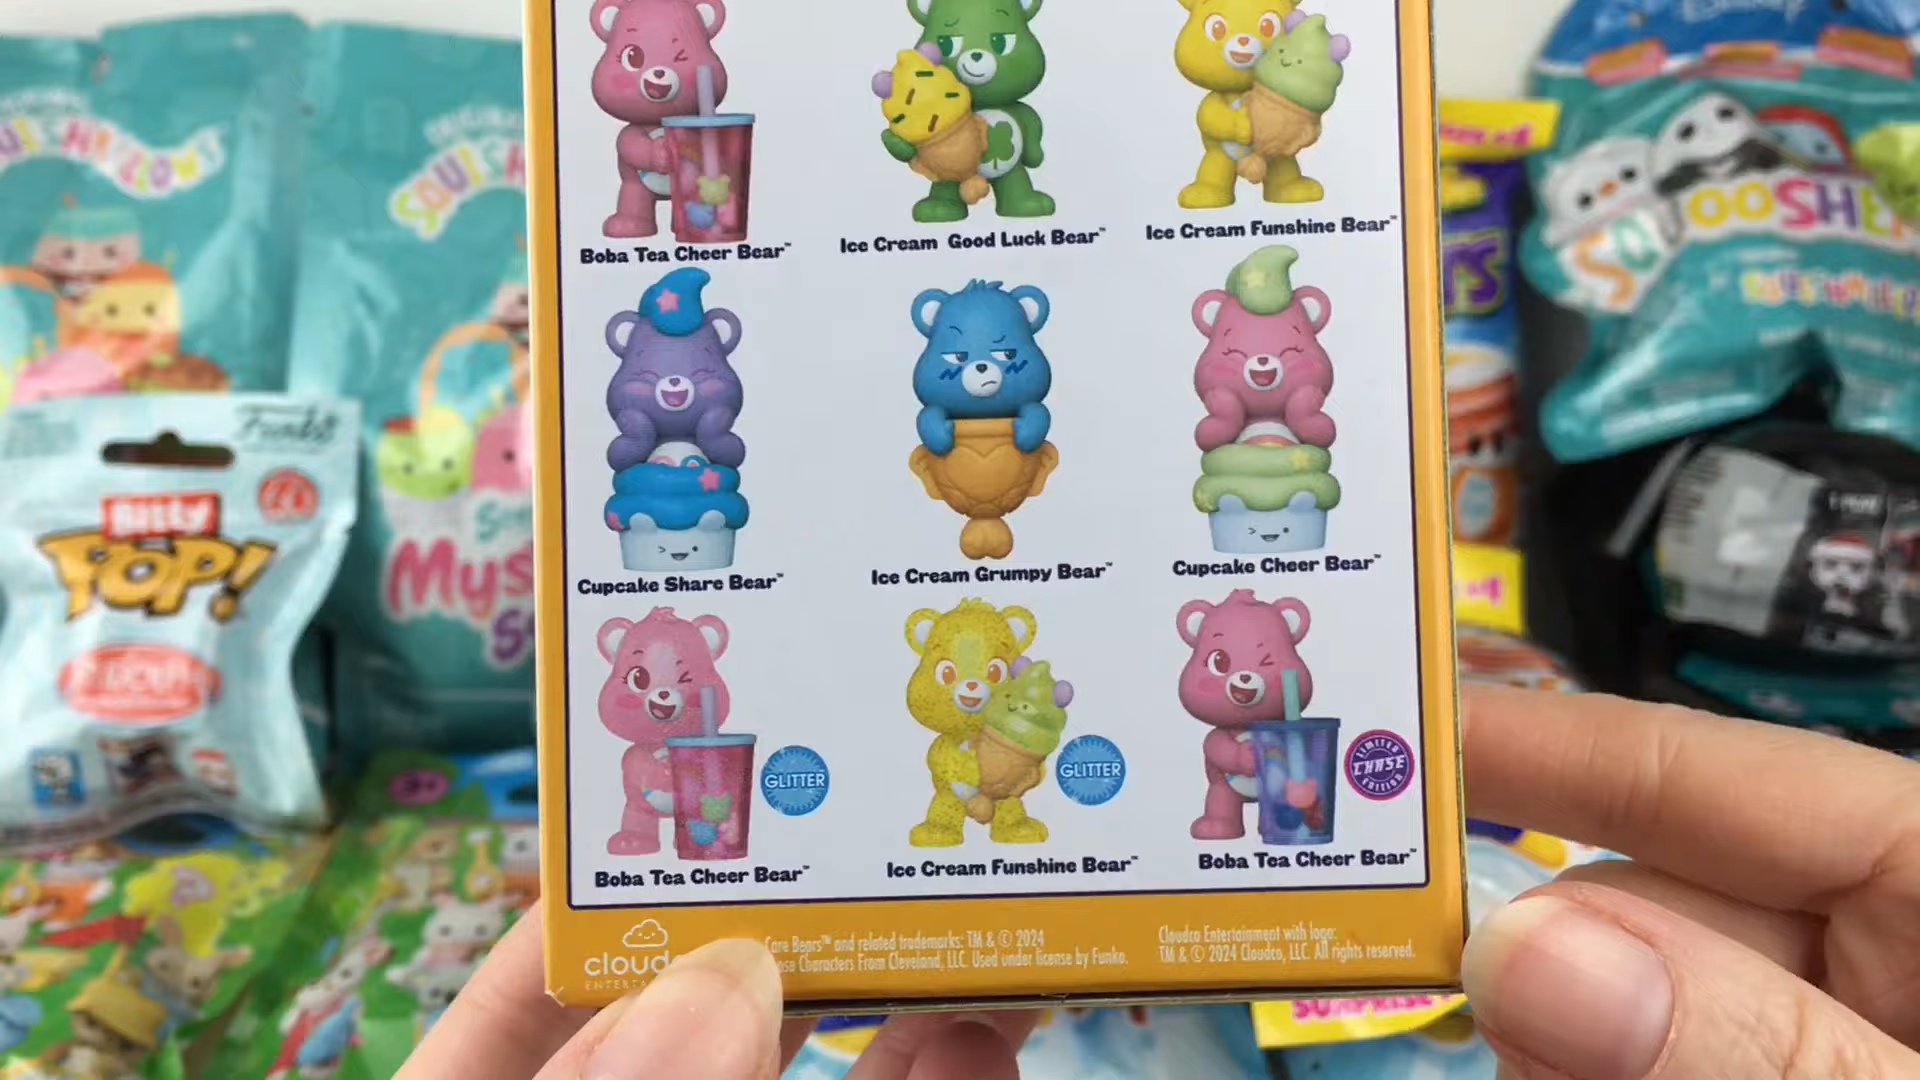 Boba Tea Cheer Bear™
Ice Cream Good Luck Bear™
Ice Cream Funshine Bear™
Cupcake Share Bear™
Ice Cream Grumpy Bear™
Cupcake Cheer Bear™
GLITTER
GLITTER
LIMITED
CHASE
EDITION
Boba Tea Cheer Bear™
Ice Cream Funshine Bear™
Boba Tea Cheer Bear™
Care Bears™ and related trademarks: TM & © 2024
Characters From Cleveland, LLC. Used under license by Funko.
Cloudco Entertainment with logo:
TM & © 2024 Cloudco, LLC. All rights reserved.
Funko
Bitty
POP!